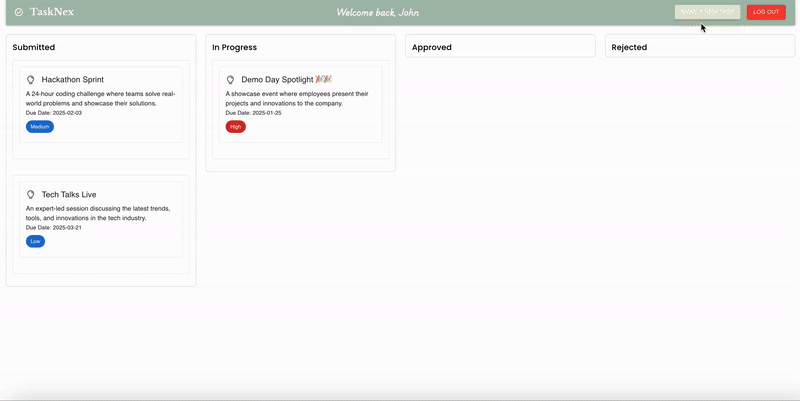 TaskNex
Welcome back, John
LOG OUT
Submitted
Hackathon Sprint
A 24-hour coding challenge where teams solve real-
world problems and showcase their solutions.
Due Date: 2025-02-03
Medium
Tech Talks Live
An expert-led session discussing the latest trends,
tools, and innovations in the tech industry.
Due Date: 2025-03-21
Low
In Progress
Demo Day Spotlight 🎉🎉
A showcase event where employees present their
projects and innovations to the company.
Due Date: 2025-01-25
High
Approved
Rejected